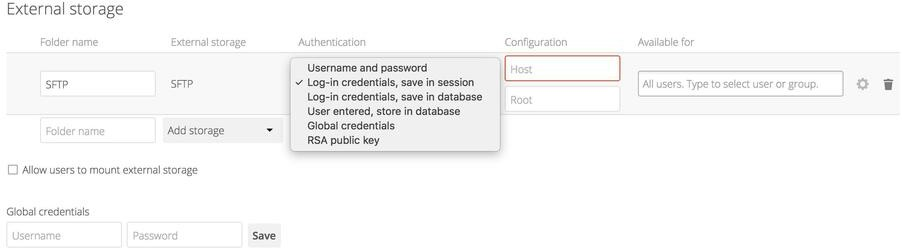 External storage
Folder name External storage Authentication Configuration Available for
Username and password
SFTP SFTP ✓ Log-in credentials, save in session Host All users. Type to select user or group.
Log-in credentials, save in database Root
User entered, store in database
Folder name Add storage Global credentials
RSA public key
Allow users to mount external storage
Global credentials
Username Password Save